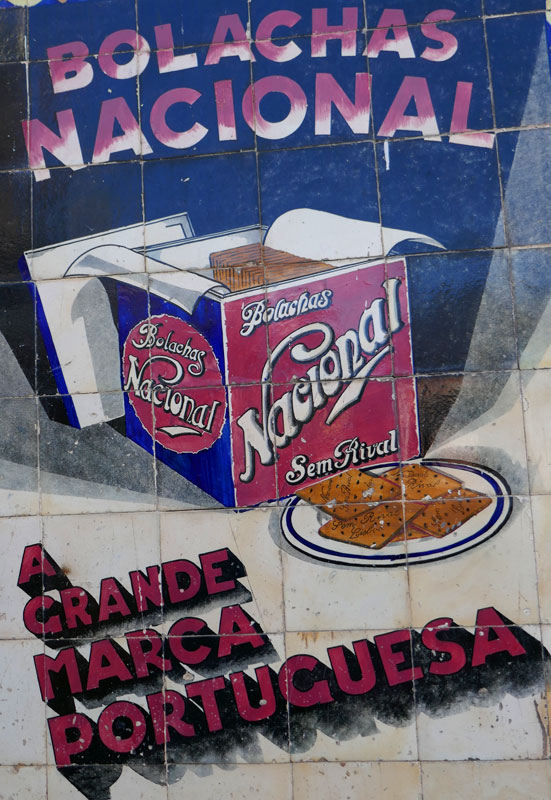 BOLACHAS
NACIONAL
Bolachas
Nacional
Bolachas
Nacional
Sem Rival
A
GRANDE
MARCA
PORTUGUESA